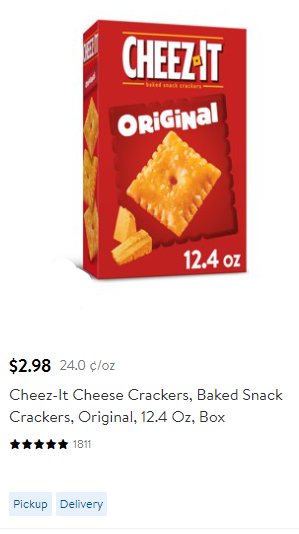 CHEEZ-IT
baked snack crackers
ORIGINAL
12.4 oz
$2.98 24.0 ¢/oz
Cheez-It Cheese Crackers, Baked Snack
Crackers, Original, 12.4 Oz, Box
★★★★★ 1811
Pickup Delivery